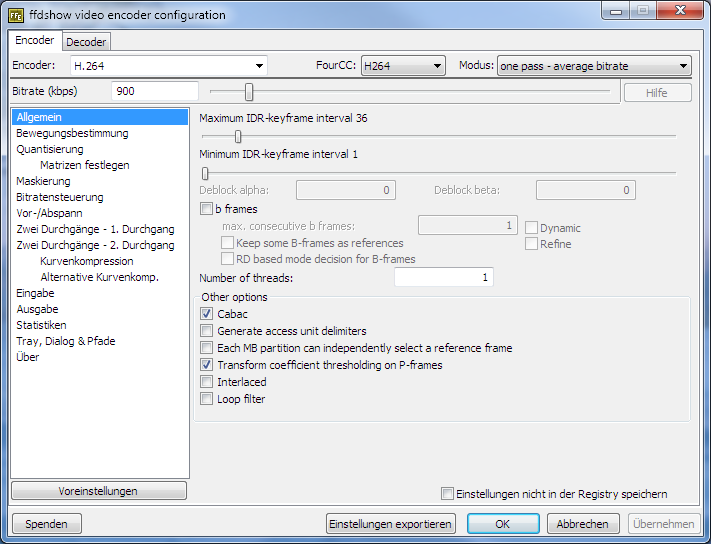 ffdshow video encoder configuration
Encoder Decoder
Encoder: H.264 FourCC: H264 Modus: one pass - average bitrate
Bitrate (kbps) 900 Hilfe
Allgemein
Bewegungsbestimmung
Quantisierung
Matrizen festlegen
Maskierung
Bitratensteuerung
Vor-/Abspann
Zwei Durchgänge - 1. Durchgang
Zwei Durchgänge - 2. Durchgang
Kurvenkompression
Alternative Kurvenkomp.
Eingabe
Ausgabe
Statistiken
Tray, Dialog & Pfade
Über
Voreinstellungen
Maximum IDR-keyframe interval 36
Minimum IDR-keyframe interval 1
Deblock alpha: 0 Deblock beta: 0
b frames
max. consecutive b frames: 1 Dynamic
Keep some B-frames as references Refine
RD based mode decision for B-frames
Number of threads: 1
Other options
Cabac
Generate access unit delimiters
Each MB partition can independently select a reference frame
Transform coefficient thresholding on P-frames
Interlaced
Loop filter
Einstellungen nicht in der Registry speichern
Spenden Einstellungen exportieren OK Abbrechen Übernehmen